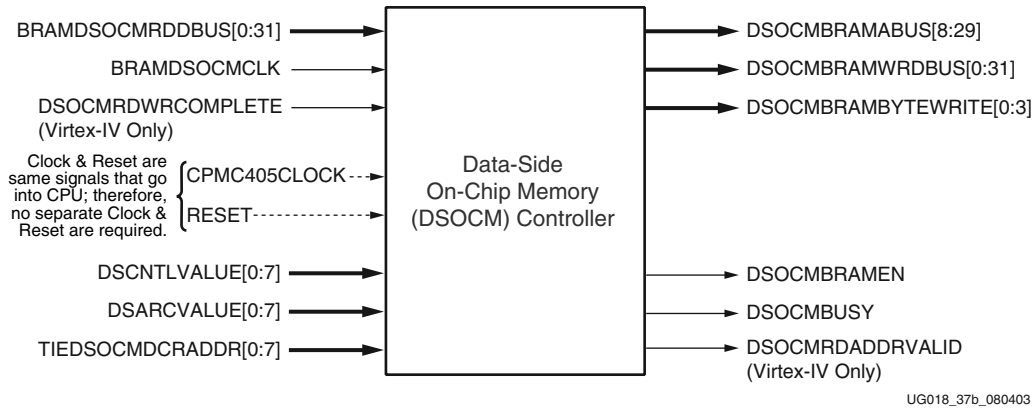 BRAMDSOCMRDDBUS[0:31]
BRAMDSOCMCLK
DSOCMRDWRCOMPLETE
(Virtex-IV Only)
Clock & Reset are
same signals that go
into CPU; therefore,
no separate Clock &
Reset are required.
CPMC405CLOCK
RESET
DSCNTLVALUE[0:7]
DSARCVALUE[0:7]
TIEDSOCMDCRADDR[0:7]
Data-Side
On-Chip Memory
(DSOCM) Controller
DSOCMBRAMABUS[8:29]
DSOCMBRAMWRDBUS[0:31]
DSOCMBRAMBYTEWRITE[0:3]
DSOCMBRAMEN
DSOCMBUSY
DSOCMRDADDRVALID
(Virtex-IV Only)
UG018_37b_080403